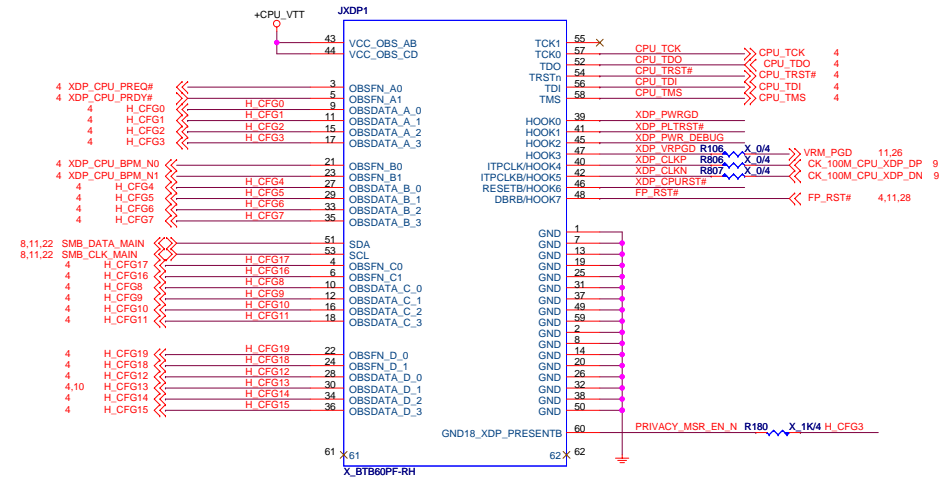 +CPU_VTT
JXDP1
43 VCC_OBS_AB
44 VCC_OBS_CD
4 XDP_CPU_PREQ# 3 OBSFN_A0
4 XDP_CPU_PRDY# 5 OBSFN_A1
4 H_CFG0 H_CFG0 9 OBSDATA_A_0
4 H_CFG1 H_CFG1 11 OBSDATA_A_1
4 H_CFG2 H_CFG2 15 OBSDATA_A_2
4 H_CFG3 H_CFG3 17 OBSDATA_A_3
4 XDP_CPU_BPM_N0 21 OBSFN_B0
4 XDP_CPU_BPM_N1 23 OBSFN_B1
4 H_CFG4 H_CFG4 27 OBSDATA_B_0
4 H_CFG5 H_CFG5 29 OBSDATA_B_1
4 H_CFG6 H_CFG6 33 OBSDATA_B_2
4 H_CFG7 H_CFG7 35 OBSDATA_B_3
8,11,22 SMB_DATA_MAIN 51 SDA
8,11,22 SMB_CLK_MAIN 53 SCL
4 H_CFG17 H_CFG17 4 OBSFN_C0
4 H_CFG16 H_CFG16 6 OBSFN_C1
4 H_CFG8 H_CFG8 10 OBSDATA_C_0
4 H_CFG9 H_CFG9 12 OBSDATA_C_1
4 H_CFG10 H_CFG10 16 OBSDATA_C_2
4 H_CFG11 H_CFG11 18 OBSDATA_C_3
4 H_CFG19 H_CFG19 22 OBSFN_D_0
4 H_CFG18 H_CFG18 24 OBSFN_D_1
4 H_CFG12 H_CFG12 28 OBSDATA_D_0
4,10 H_CFG13 H_CFG13 30 OBSDATA_D_1
4 H_CFG14 H_CFG14 34 OBSDATA_D_2
4 H_CFG15 H_CFG15 36 OBSDATA_D_3
61 61
TCK1 55
TCK0 57 CPU_TCK CPU_TCK 4
TDO 52 CPU_TDO CPU_TDO 4
TRSTn 54 CPU_TRST# CPU_TRST# 4
TDI 56 CPU_TDI CPU_TDI 4
TMS 58 CPU_TMS CPU_TMS 4
HOOK0 39 XDP_PWRGD
HOOK1 41 XDP_PLTRST#
HOOK2 45 XDP_PWR_DEBUG
HOOK3 47 XDP_VRPGD R106 X_0/4 VRM_PGD 11,26
ITPCLK/HOOK4 40 XDP_CLKP R806 X_0/4 CK_100M_CPU_XDP_DP 9
ITPCLKB/HOOK5 42 XDP_CLKN R807 X_0/4 CK_100M_CPU_XDP_DN 9
RESETB/HOOK6 46 XDP_CPURST#
DBRB/HOOK7 48 FP_RST# FP_RST# 4,11,28
GND 1
GND 7
GND 13
GND 19
GND 25
GND 31
GND 37
GND 49
GND 59
GND 2
GND 8
GND 14
GND 20
GND 26
GND 32
GND 38
GND 50
GND18_XDP_PRESENTB 60 PRIVACY_MSR_EN_N R180 X_1K/4 H_CFG3
62 62
X_BTB60PF-RH